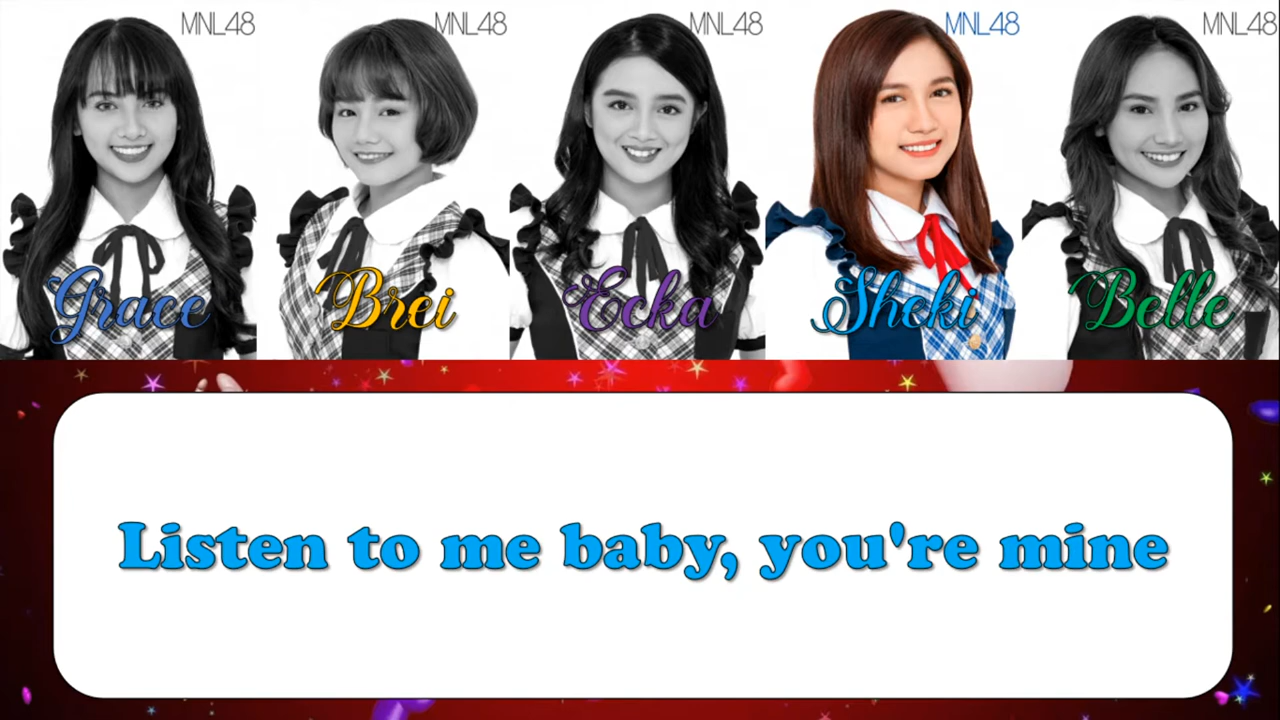 MNL48 MNL48 MNL48 MNL48 MNL48
Grace Brei Ecka Sheki Belle
Listen to me baby, you're mine